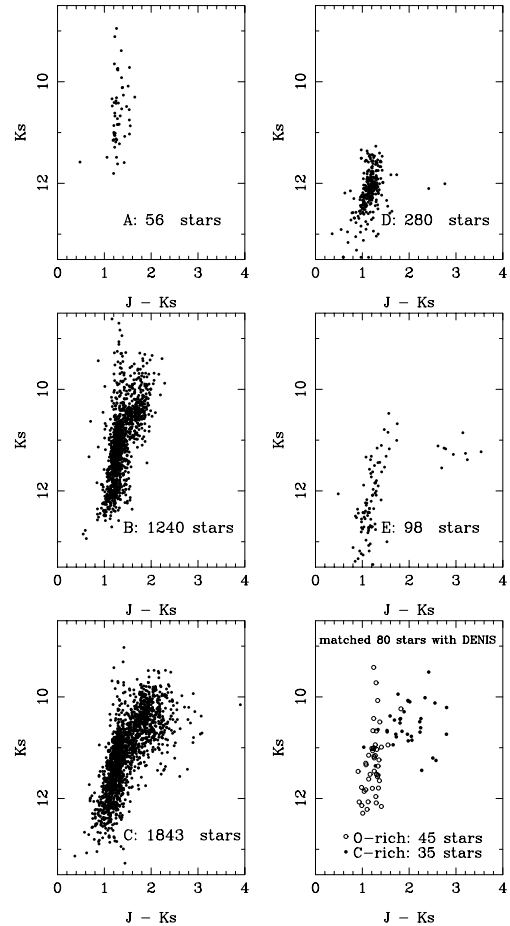 10
12
Ks
A: 56 stars
0 1 2 3 4
J - Ks
10
12
Ks
D: 280 stars
0 1 2 3 4
J - Ks
10
12
Ks
B: 1240 stars
0 1 2 3 4
J - Ks
10
12
Ks
E: 98 stars
0 1 2 3 4
J - Ks
10
12
Ks
C: 1843 stars
0 1 2 3 4
J - Ks
matched 80 stars with DENIS
10
12
Ks
O-rich: 45 stars
C-rich: 35 stars
0 1 2 3 4
J - Ks